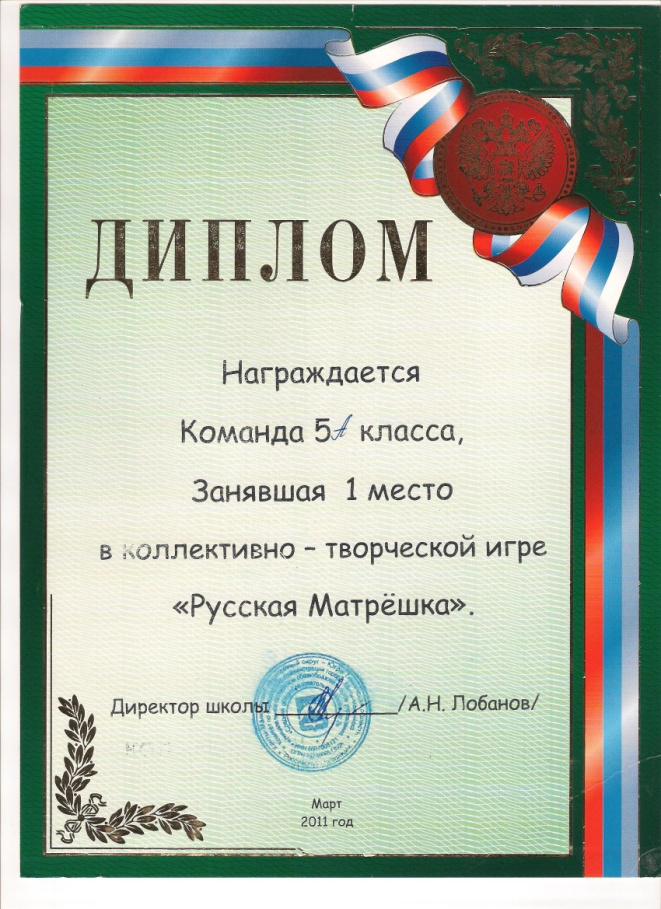 ДИПЛОМ
Награждается
Команда 5А класса,
Занявшая 1 место
в коллективно – творческой игре
«Русская Матрёшка».
Директор школы ____________/А.Н. Лобанов/
Март
2011 год